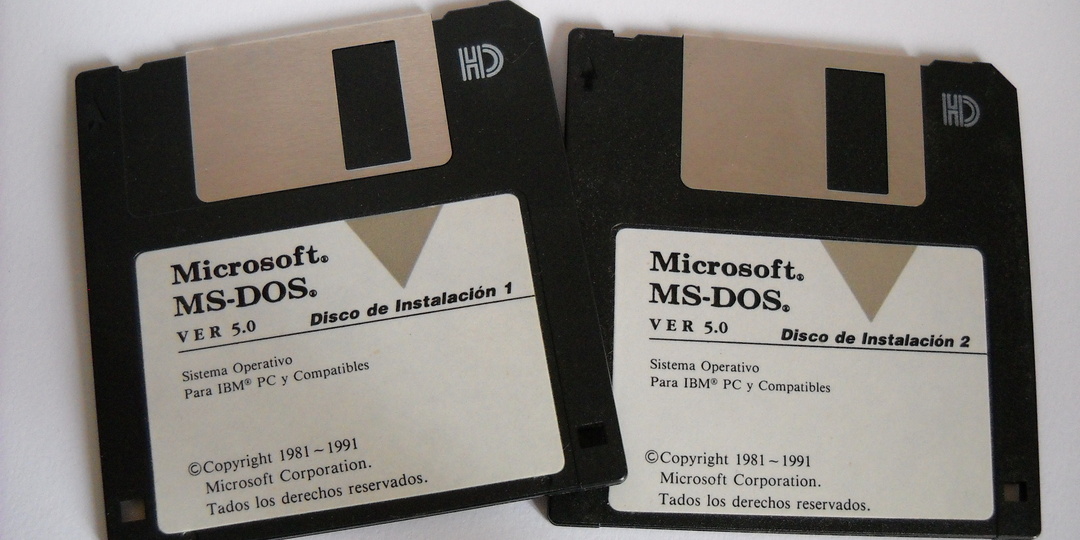 HD
Microsoft®
MS-DOS®
VER 5.0
Disco de Instalación 1
Sistema Operativo
Para IBM® PC y Compatibles
©Copyright 1981~1991
Microsoft Corporation.
Tados los derechos reservados.
HD
Microsoft®
MS-DOS®
VER 5.0
Disco de Instalación 2
Sistema Operativo
Para IBM® PC y Compatibles
©Copyright 1981~1991
Microsoft Corporation.
Tados los derechos reservados.